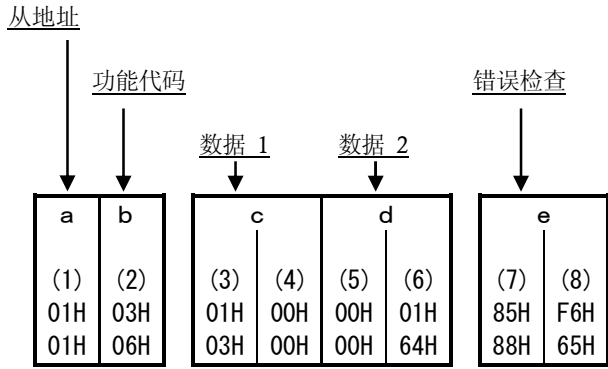 从地址
功能代码
错误检查
数据 1
数据 2
a b c d e
(1) (2) (3) (4) (5) (6) (7) (8)
01H 03H 01H 00H 00H 01H 85H F6H
01H 06H 03H 00H 00H 64H 88H 65H